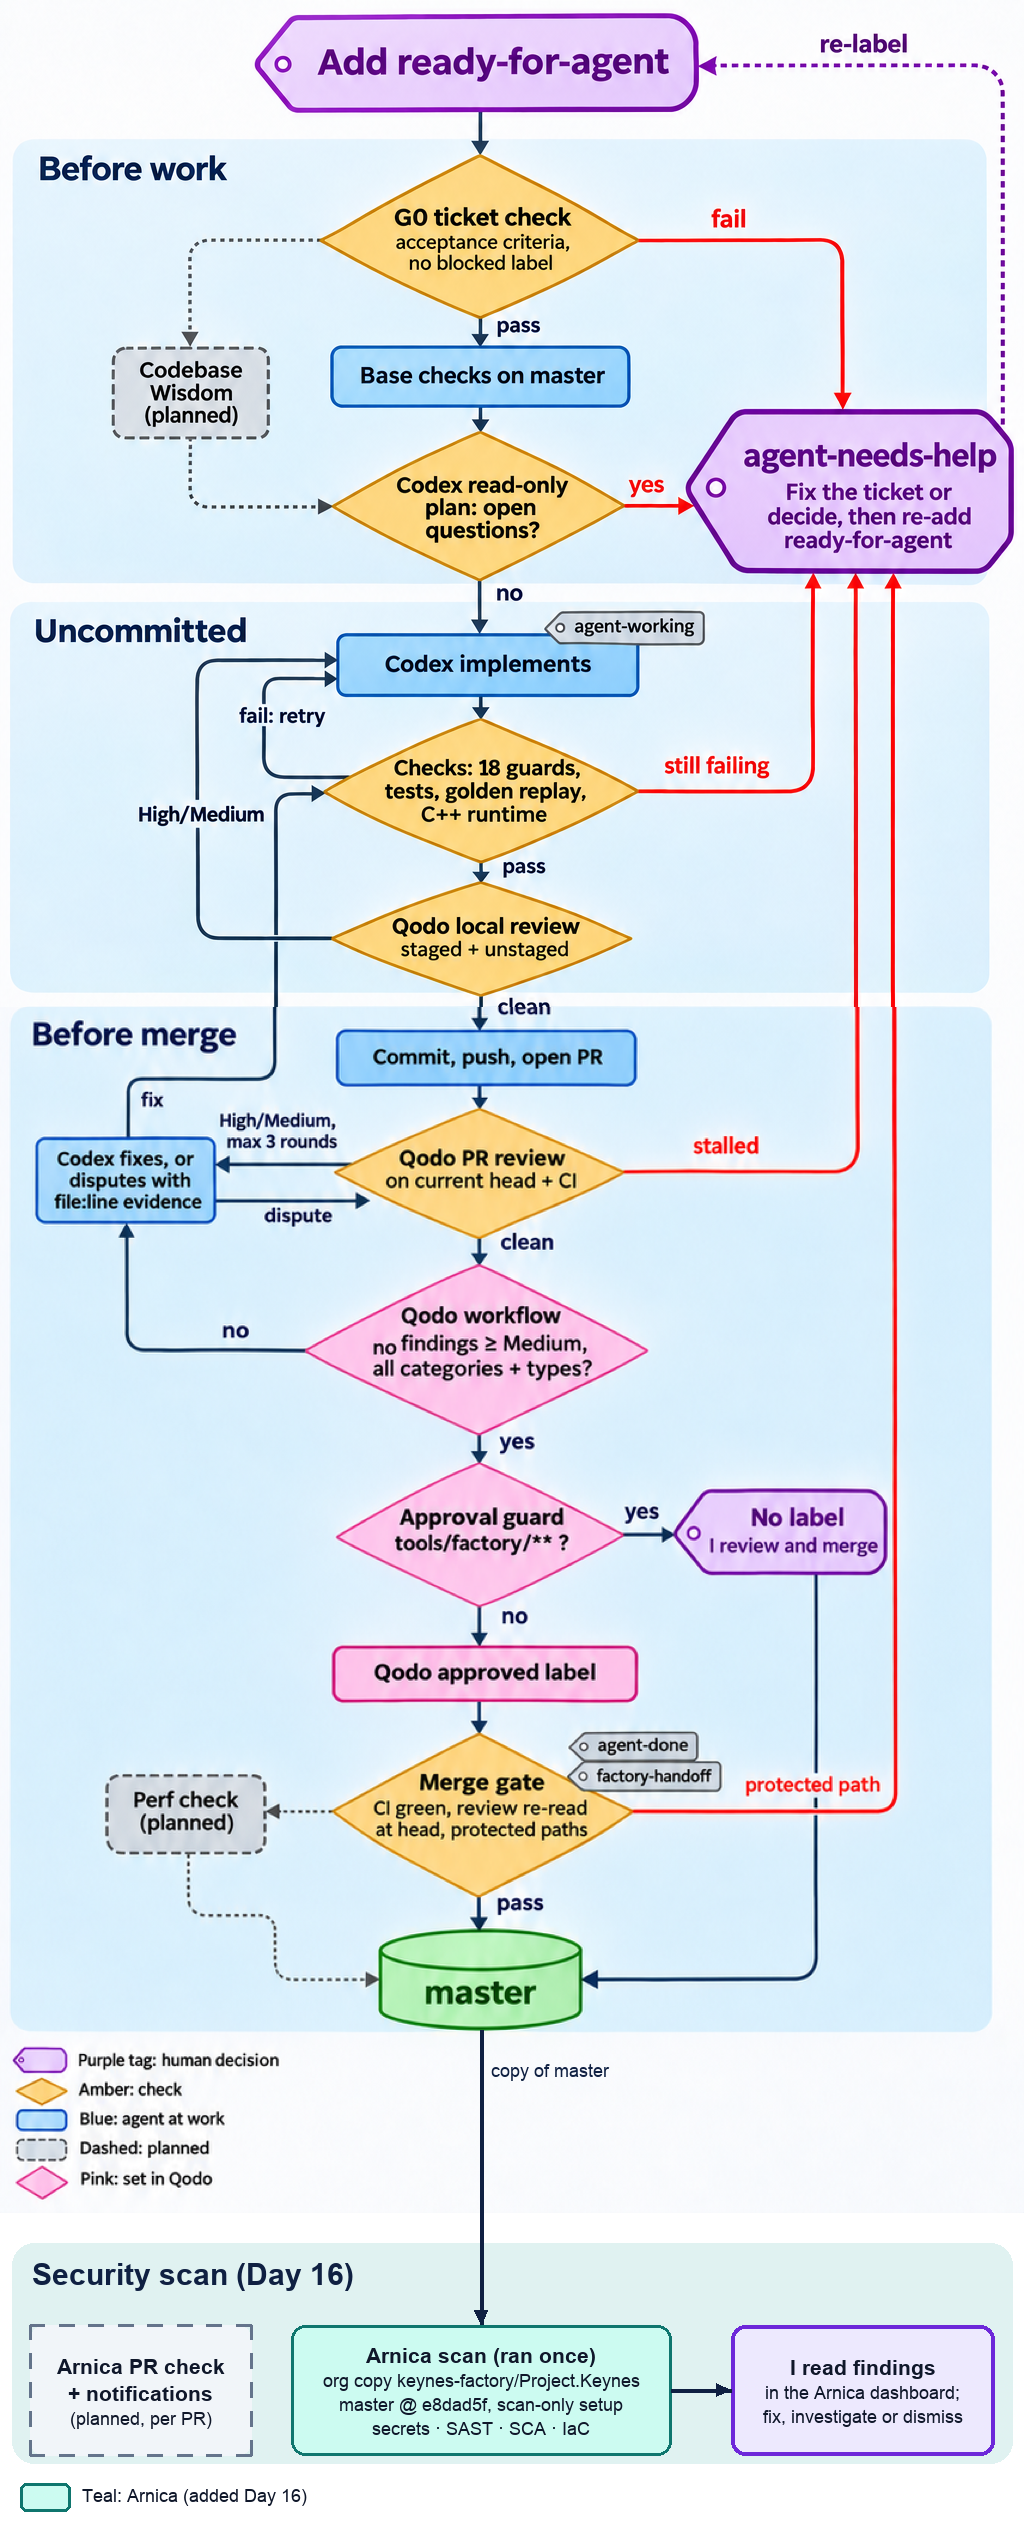 Add ready-for-agent
re-label
Before work
G0 ticket check
acceptance criteria,
no blocked label
fail
pass
Codebase
Wisdom
(planned)
Base checks on master
Codex read-only
plan: open
questions?
yes
agent-needs-help
Fix the ticket or
decide, then re-add
ready-for-agent
no
Uncommitted
agent-working
Codex implements
fail: retry
Checks: 18 guards,
tests, golden replay,
C++ runtime
still failing
High/Medium
pass
Qodo local review
staged + unstaged
clean
Before merge
Commit, push, open PR
fix
High/Medium,
max 3 rounds
Codex fixes, or
disputes with
file:line evidence
Qodo PR review
on current head + CI
stalled
dispute
clean
Qodo workflow
no findings ≥ Medium,
all categories + types?
no
yes
Approval guard
tools/factory/** ?
yes
No label
I review and merge
no
Qodo approved label
agent-done
factory-handoff
Merge gate
CI green, review re-read
at head, protected paths
protected path
Perf check
(planned)
pass
master
Purple tag: human decision
Amber: check
Blue: agent at work
Dashed: planned
Pink: set in Qodo
copy of master
Security scan (Day 16)
Arnica PR check
+ notifications
(planned, per PR)
Arnica scan (ran once)
org copy keynes-factory/Project.Keynes
master @ e8dad5f, scan-only setup
secrets · SAST · SCA · IaC
I read findings
in the Arnica dashboard;
fix, investigate or dismiss
Teal: Arnica (added Day 16)